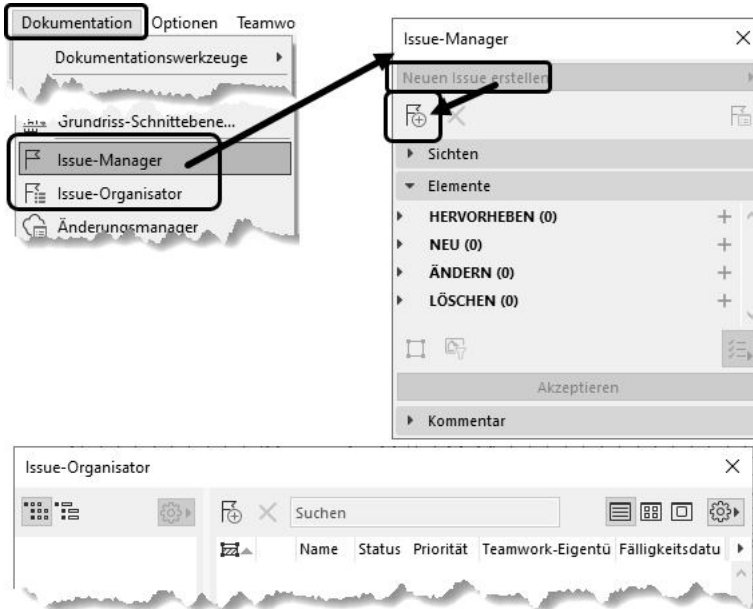 Dokumentation Optionen Teamwo
Dokumentationswerkzeuge
Grundriss-Schnittebene...
Issue-Manager
Issue-Organisator
Änderungsmanager
Issue-Manager
Neuen Issue erstellen
Sichten
Elemente
HERVORHEBEN (0)
NEU (0)
ÄNDERN (0)
LÖSCHEN (0)
Akzeptieren
Kommentar
Issue-Organisator
Suchen
Name Status Priorität Teamwork-Eigentü Fälligkeitsdatu